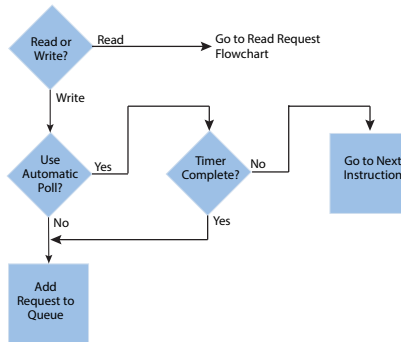 Read or
Write?
Read
Go to Read Request
Flowchart
Write
Use
Automatic
Poll?
Yes
Timer
Complete?
No
Go to Next
Instruction
No
Yes
Add
Request to
Queue